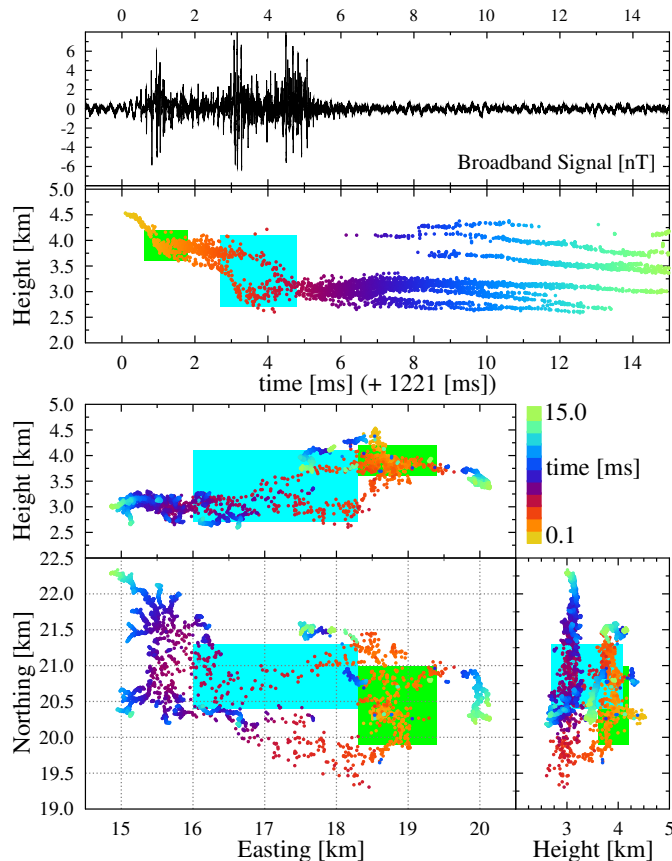 0 2 4 6 8 10 12 14
6
4
2
0
-2
-4
-6
Broadband Signal [nT]
5.0
4.5
4.0
3.5
3.0
2.5
2.0
Height [km]
0 2 4 6 8 10 12 14
time [ms] (+ 1221 [ms])
5.0
4.5
4.0
3.5
3.0
2.5
Height [km]
15.0
time [ms]
0.1
22.5
22.0
21.5
21.0
20.5
20.0
19.5
19.0
Northing [km]
15 16 17 18 19 20
Easting [km]
3 4 5
Height [km]